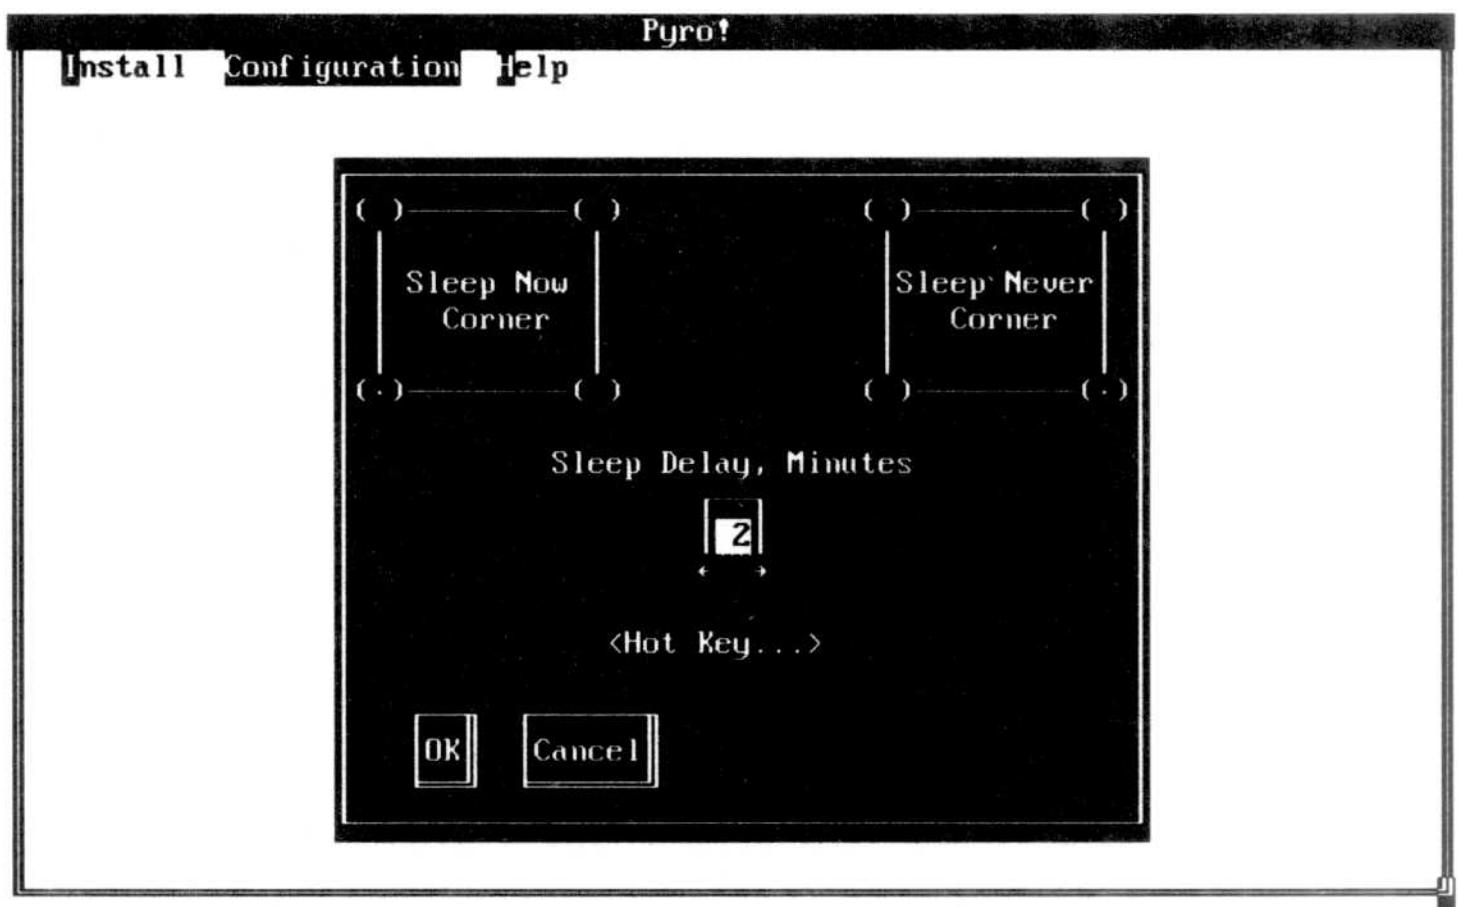 Pyro!
Install Configuration Help
Sleep Now Corner
Sleep Never Corner
Sleep Delay, Minutes
2
<Hot Key...>
OK Cancel